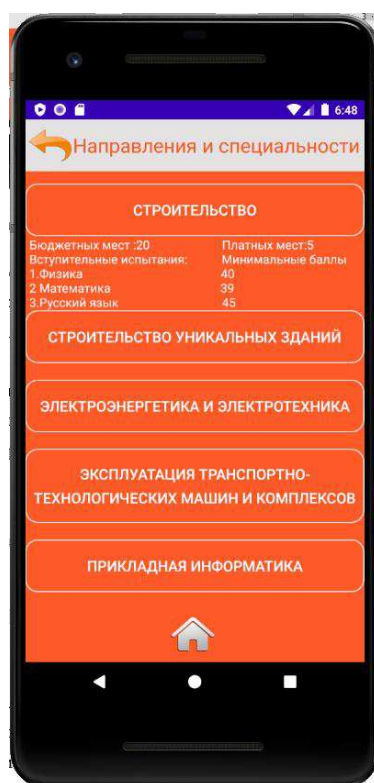 6:48
Направления и специальности
СТРОИТЕЛЬСТВО
Бюджетных мест :20 Платных мест:5
Вступительные испытания: Минимальные баллы
1.Физика 40
2 Математика 39
3.Русский язык 45
СТРОИТЕЛЬСТВО УНИКАЛЬНЫХ ЗДАНИЙ
ЭЛЕКТРОЭНЕРГЕТИКА И ЭЛЕКТРОТЕХНИКА
ЭКСПЛУАТАЦИЯ ТРАНСПОРТНО-
ТЕХНОЛОГИЧЕСКИХ МАШИН И КОМПЛЕКСОВ
ПРИКЛАДНАЯ ИНФОРМАТИКА